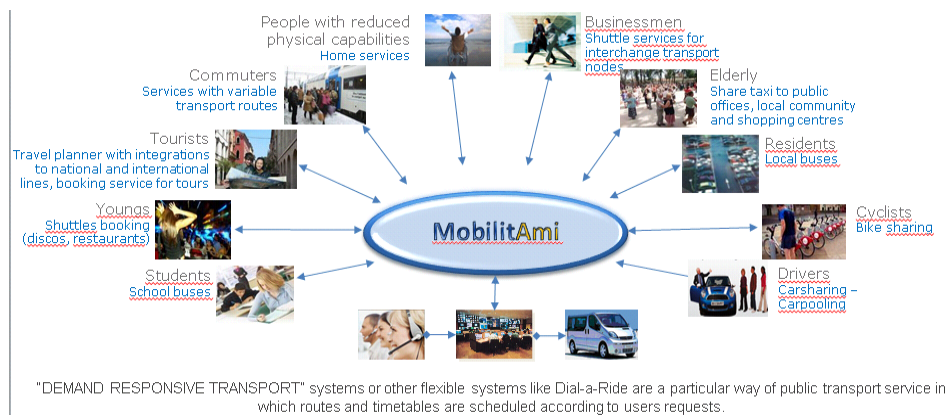 People with reduced
physical capabilities
Home services
Businessmen
Shuttle services for
interchange transport
nodes
Commuters
Services with variable
transport routes
Elderly
Share taxi to public
offices, local community
and shopping centres
Tourists
Travel planner with integrations
to national and international
lines, booking service for tours
Residents
Local buses
Youngs
Shuttles booking
(discos, restaurants)
MobilitAmi
Cyclists
Bike sharing
Students
School buses
Drivers
Carsharing –
Carpooling
"DEMAND RESPONSIVE TRANSPORT" systems or other flexible systems like Dial-a-Ride are a particular way of public transport service in
which routes and timetables are scheduled according to users requests.